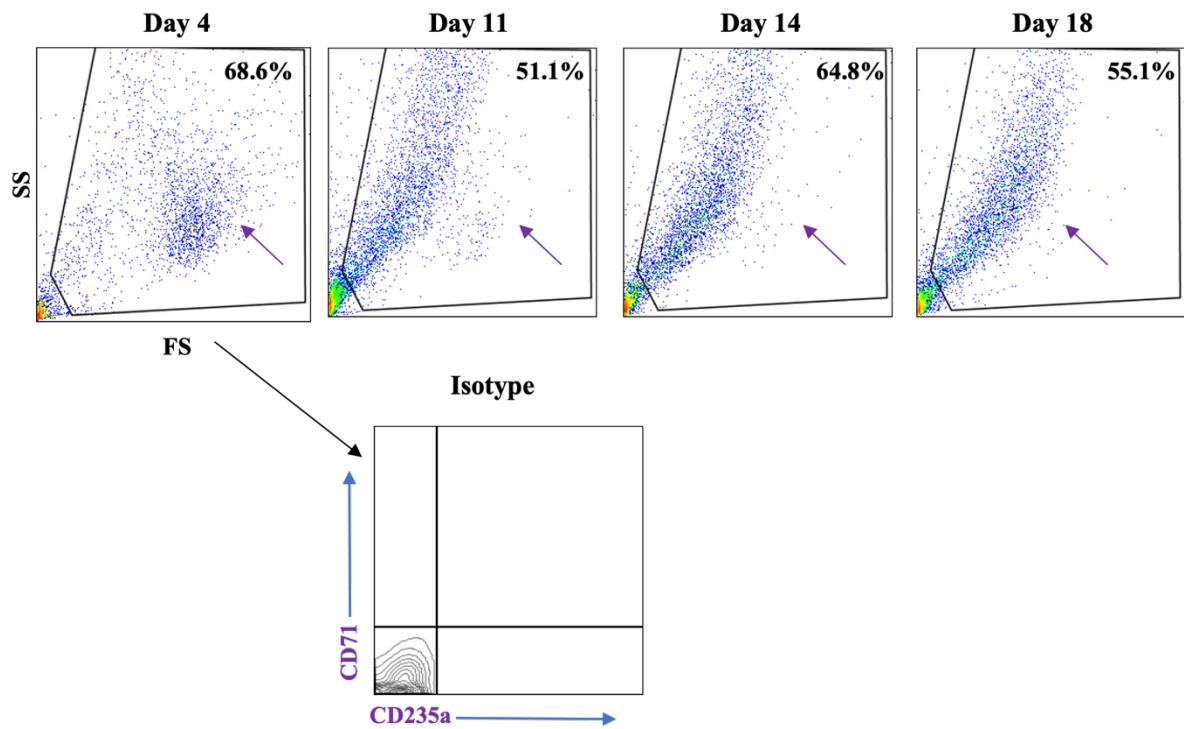 Day 4
Day 11
Day 14
Day 18
68.6%
51.1%
64.8%
55.1%
SS
FS
Isotype
CD71
CD235a